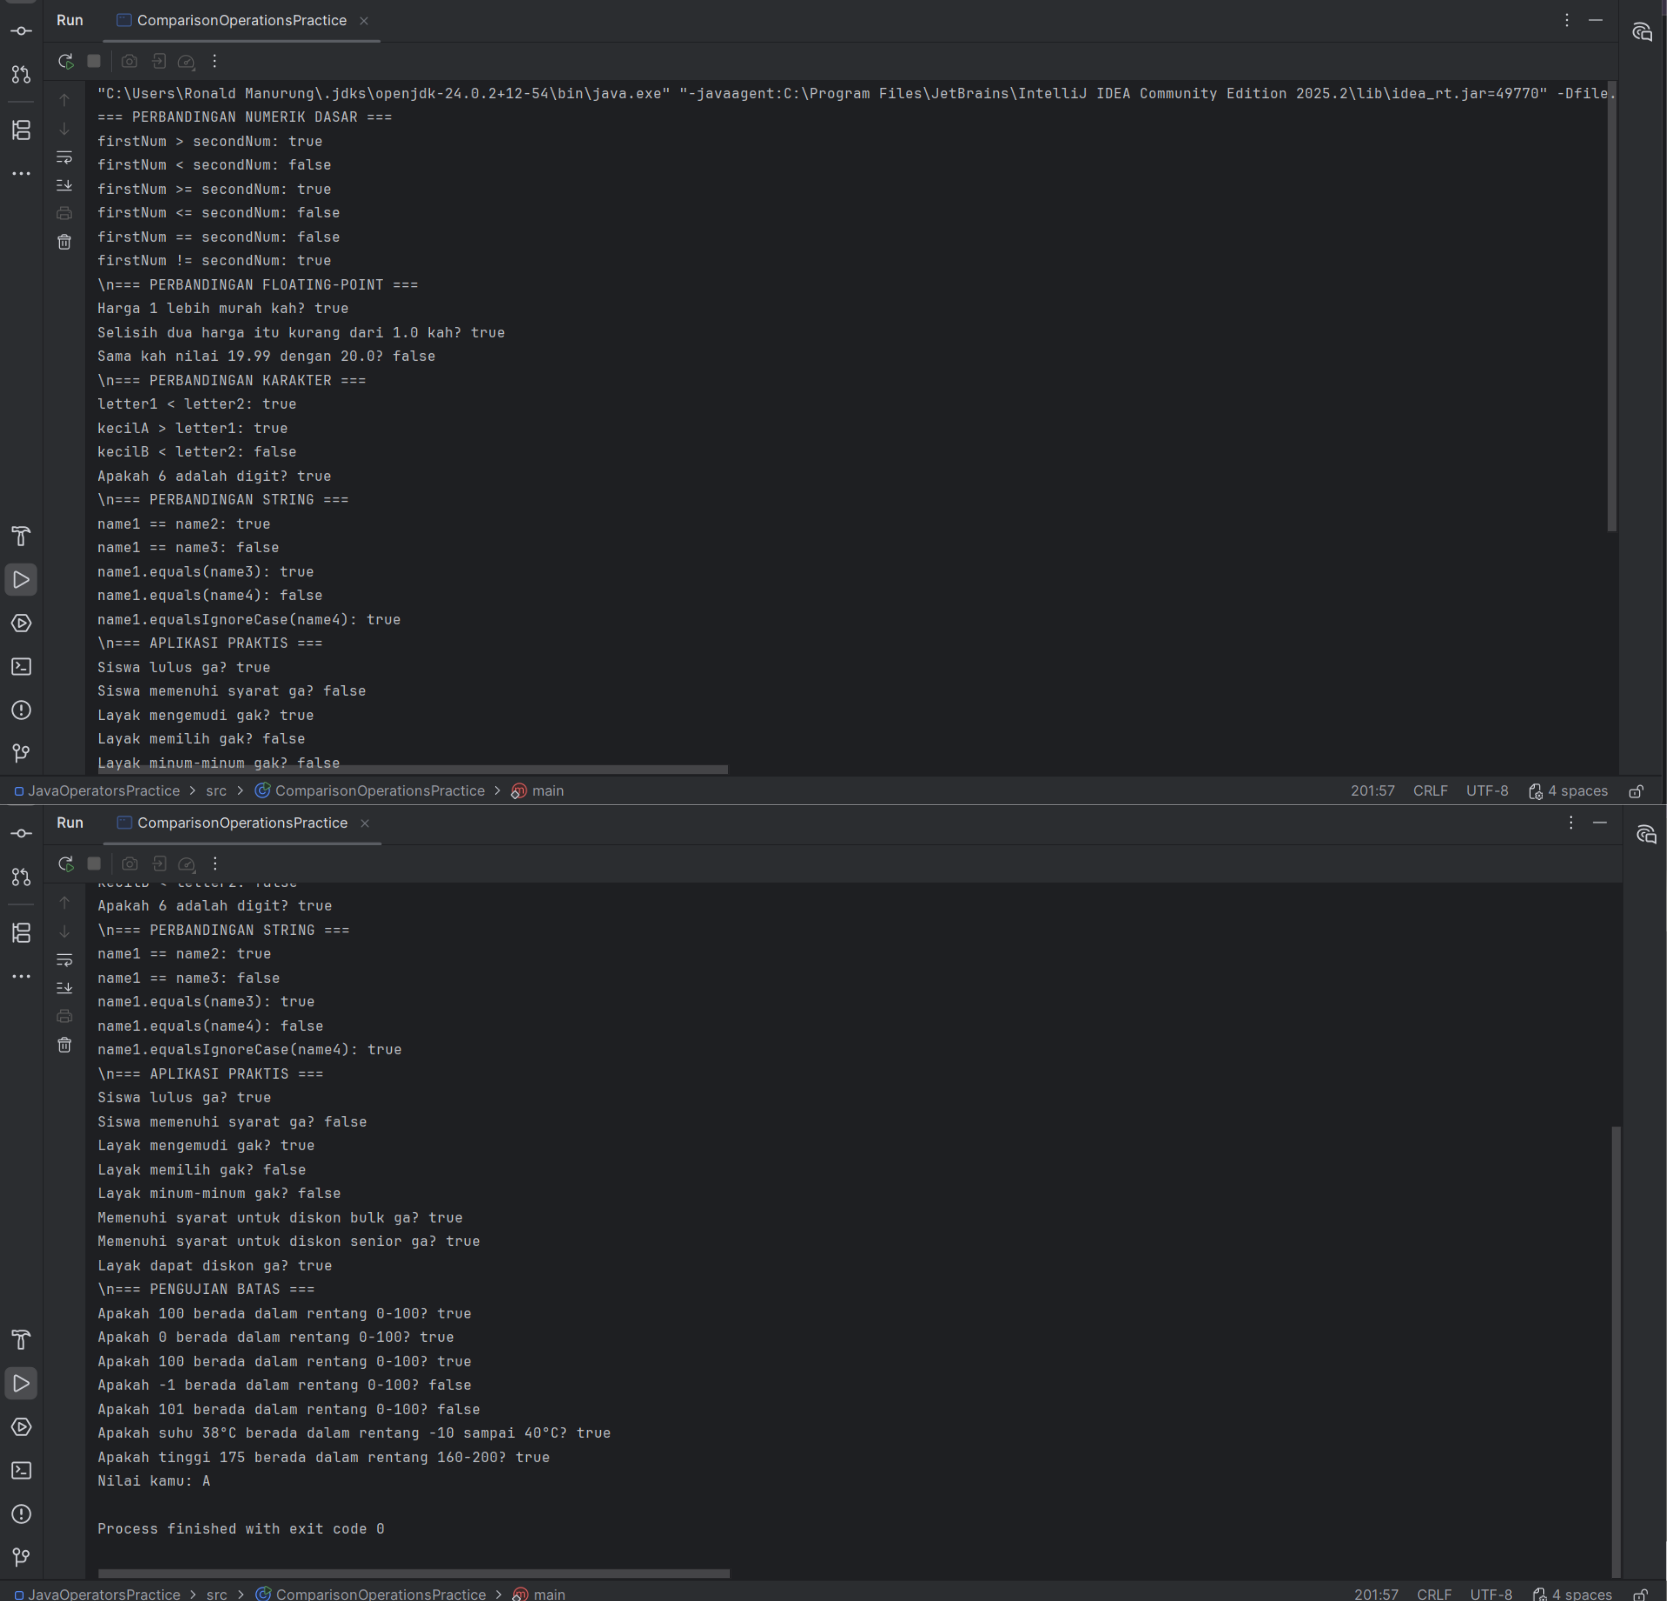 Run ComparisonOperationsPractice
"C:\Users\Ronald Manurung\.jdks\openjdk-24.0.2+12-54\bin\java.exe" "-javaagent:C:\Program Files\JetBrains\IntelliJ IDEA Community Edition 2025.2\lib\idea_rt.jar=49770" -Dfile.
=== PERBANDINGAN NUMERIK DASAR ===
firstNum > secondNum: true
firstNum < secondNum: false
firstNum >= secondNum: true
firstNum <= secondNum: false
firstNum == secondNum: false
firstNum != secondNum: true
\n=== PERBANDINGAN FLOATING-POINT ===
Harga 1 lebih murah kah? true
Selisih dua harga itu kurang dari 1.0 kah? true
Sama kah nilai 19.99 dengan 20.0? false
\n=== PERBANDINGAN KARAKTER ===
letter1 < letter2: true
kecilA > letter1: true
kecilB < letter2: false
Apakah 6 adalah digit? true
\n=== PERBANDINGAN STRING ===
name1 == name2: true
name1 == name3: false
name1.equals(name3): true
name1.equals(name4): false
name1.equalsIgnoreCase(name4): true
\n=== APLIKASI PRAKTIS ===
Siswa lulus ga? true
Siswa memenuhi syarat ga? false
Layak mengemudi gak? true
Layak memilih gak? false
Layak minum-minum gak? false
JavaOperatorsPractice > src > ComparisonOperationsPractice > main 201:57 CRLF UTF-8 4 spaces
Run ComparisonOperationsPractice
kecilB < letter2: false
Apakah 6 adalah digit? true
\n=== PERBANDINGAN STRING ===
name1 == name2: true
name1 == name3: false
name1.equals(name3): true
name1.equals(name4): false
name1.equalsIgnoreCase(name4): true
\n=== APLIKASI PRAKTIS ===
Siswa lulus ga? true
Siswa memenuhi syarat ga? false
Layak mengemudi gak? true
Layak memilih gak? false
Layak minum-minum gak? false
Memenuhi syarat untuk diskon bulk ga? true
Memenuhi syarat untuk diskon senior ga? true
Layak dapat diskon ga? true
\n=== PENGUJIAN BATAS ===
Apakah 100 berada dalam rentang 0-100? true
Apakah 0 berada dalam rentang 0-100? true
Apakah 100 berada dalam rentang 0-100? true
Apakah -1 berada dalam rentang 0-100? false
Apakah 101 berada dalam rentang 0-100? false
Apakah suhu 38°C berada dalam rentang -10 sampai 40°C? true
Apakah tinggi 175 berada dalam rentang 160-200? true
Nilai kamu: A
Process finished with exit code 0
JavaOperatorsPractice > src > ComparisonOperationsPractice > main 201:57 CRLF UTF-8 4 spaces